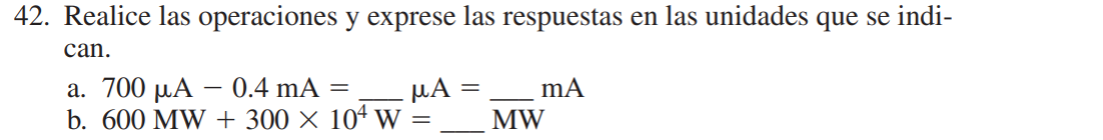 42. Realice las operaciones y exprese las respuestas en las unidades que se indi-
can.
a. 700 μA − 0.4 mA = ___ μA = ___ mA
b. 600 MW + 300 × 10⁴ W = ___ MW